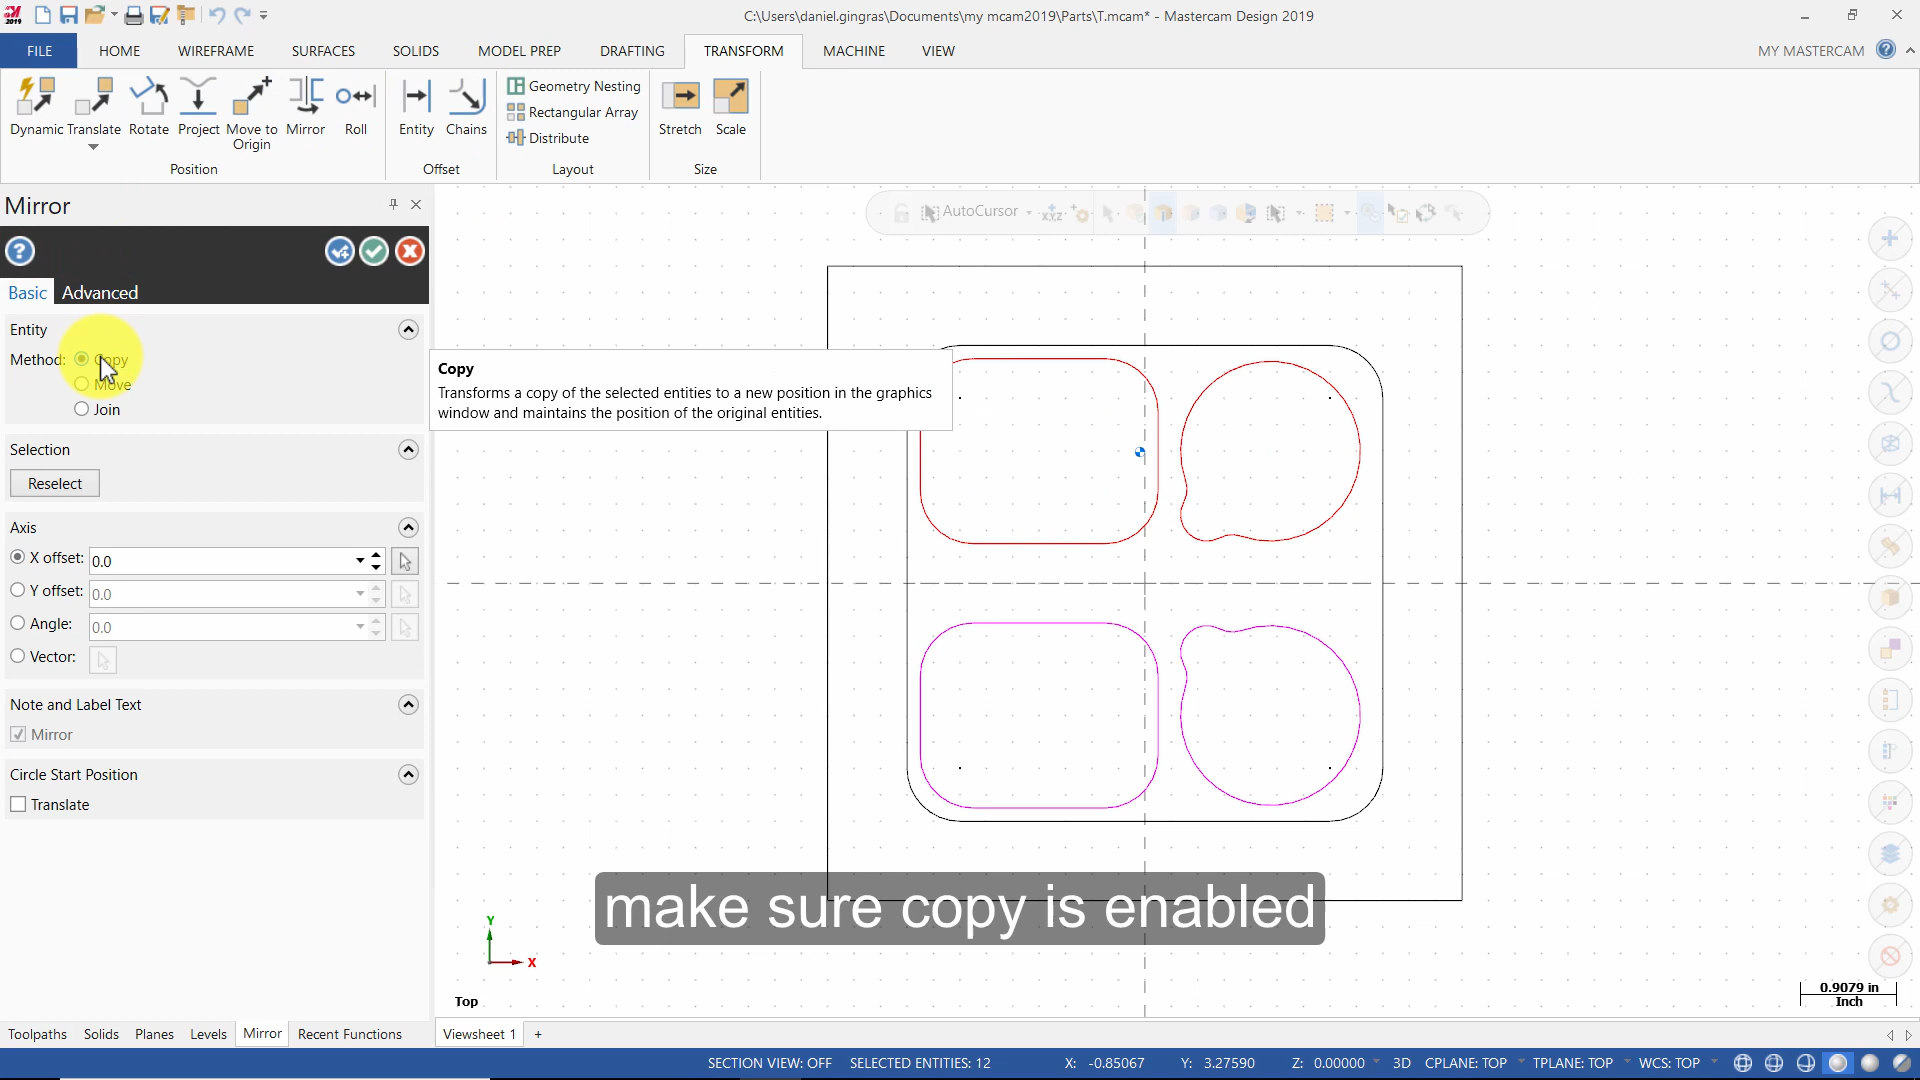 C:\Users\daniel.gingras\Documents\my mcam2019\Parts\T.mcam* - Mastercam Design 2019
FILE HOME WIREFRAME SURFACES SOLIDS MODEL PREP DRAFTING TRANSFORM MACHINE VIEW MY MASTERCAM
Dynamic Translate Rotate Project Move to Origin Mirror Roll
Position
Entity Chains
Offset
Geometry Nesting
Rectangular Array
Distribute
Layout
Stretch Scale
Size
Mirror
AutoCursor
Basic Advanced
Entity
Method: Copy
Move
Join
Copy
Transforms a copy of the selected entities to a new position in the graphics
window and maintains the position of the original entities.
Selection
Reselect
Axis
X offset: 0.0
Y offset: 0.0
Angle: 0.0
Vector:
Note and Label Text
Mirror
Circle Start Position
Translate
make sure copy is enabled
Y
X
Top
0.9079 in
Inch
Toolpaths Solids Planes Levels Mirror Recent Functions Viewsheet 1 +
SECTION VIEW: OFF SELECTED ENTITIES: 12 X: -0.85067 Y: 3.27590 Z: 0.00000 3D CPLANE: TOP TPLANE: TOP WCS: TOP